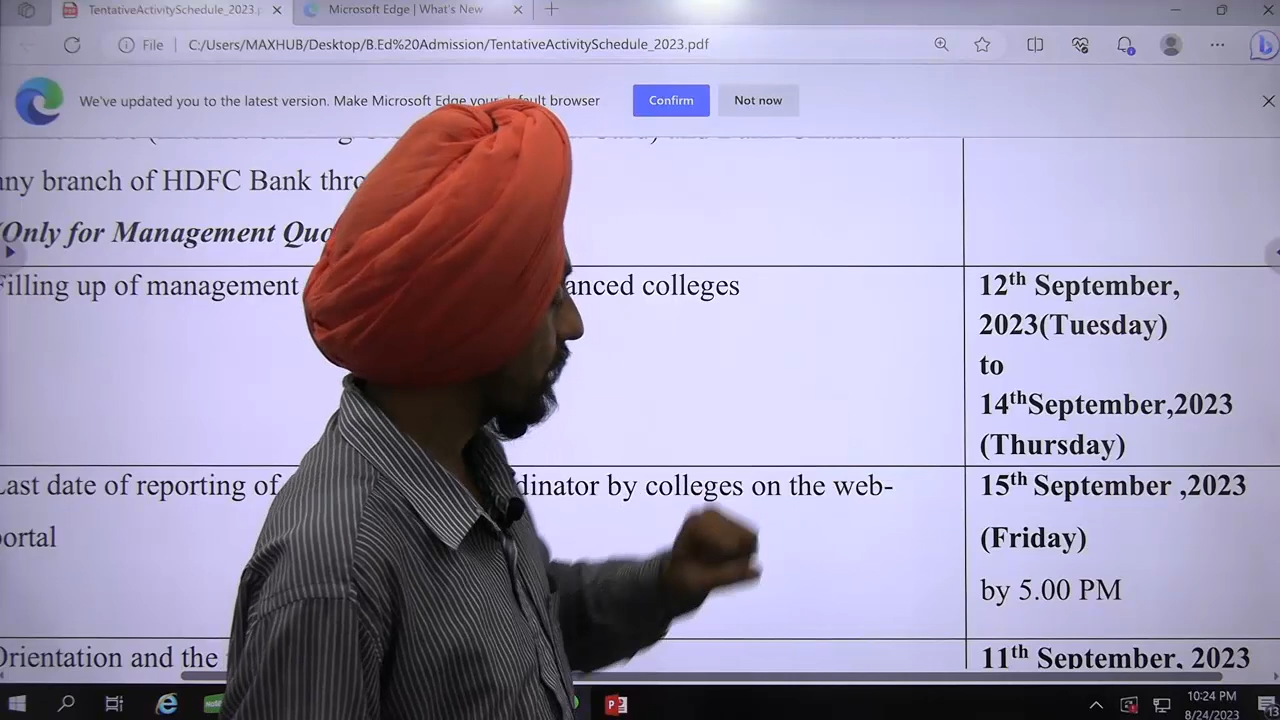 TentativeActivitySchedule_2023.p
Microsoft Edge | What's New
File
C:/Users/MAXHUB/Desktop/B.Ed%20Admission/TentativeActivitySchedule_2023.pdf
We've updated you to the latest version. Make Microsoft Edge your default browser
Confirm
Not now
any branch of HDFC Bank thro
(Only for Management Quo
Filling up of management anced colleges
12th September,
2023(Tuesday)
to
14thSeptember,2023
(Thursday)
Last date of reporting of dinator by colleges on the web-
portal
15th September ,2023
(Friday)
by 5.00 PM
Orientation and the
11th September, 2023
10:24 PM
8/24/2023